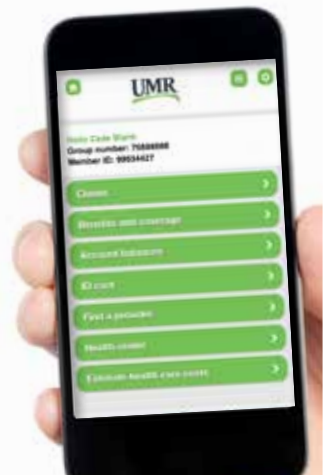 UMR
Group number: 76
Member ID:
Claims
Benefits and coverage
Account balances
ID card
Find a provider
Health center
Estimate health care costs